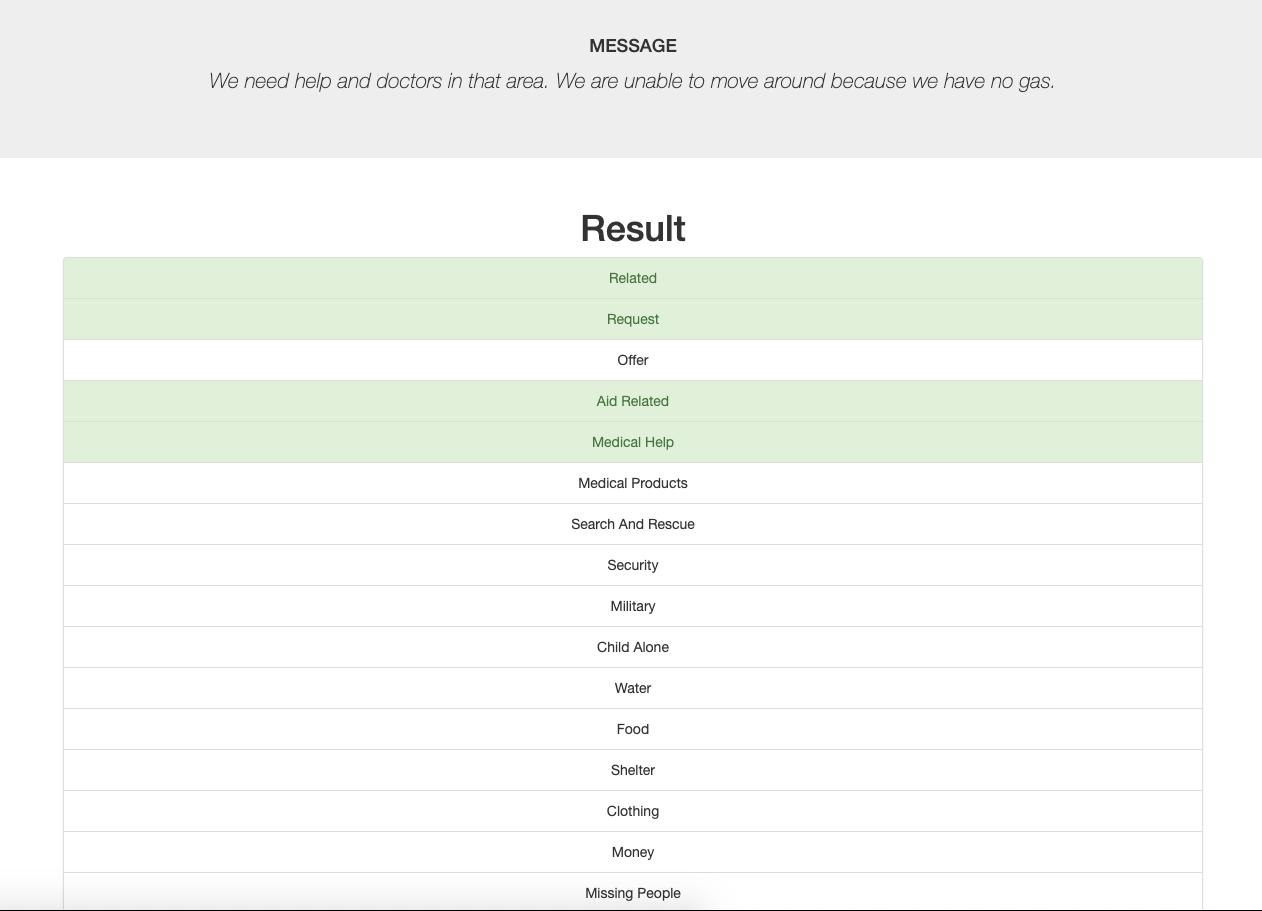 MESSAGE
We need help and doctors in that area. We are unable to move around because we have no gas.
Result
Related
Request
Offer
Aid Related
Medical Help
Medical Products
Search And Rescue
Security
Military
Child Alone
Water
Food
Shelter
Clothing
Money
Missing People